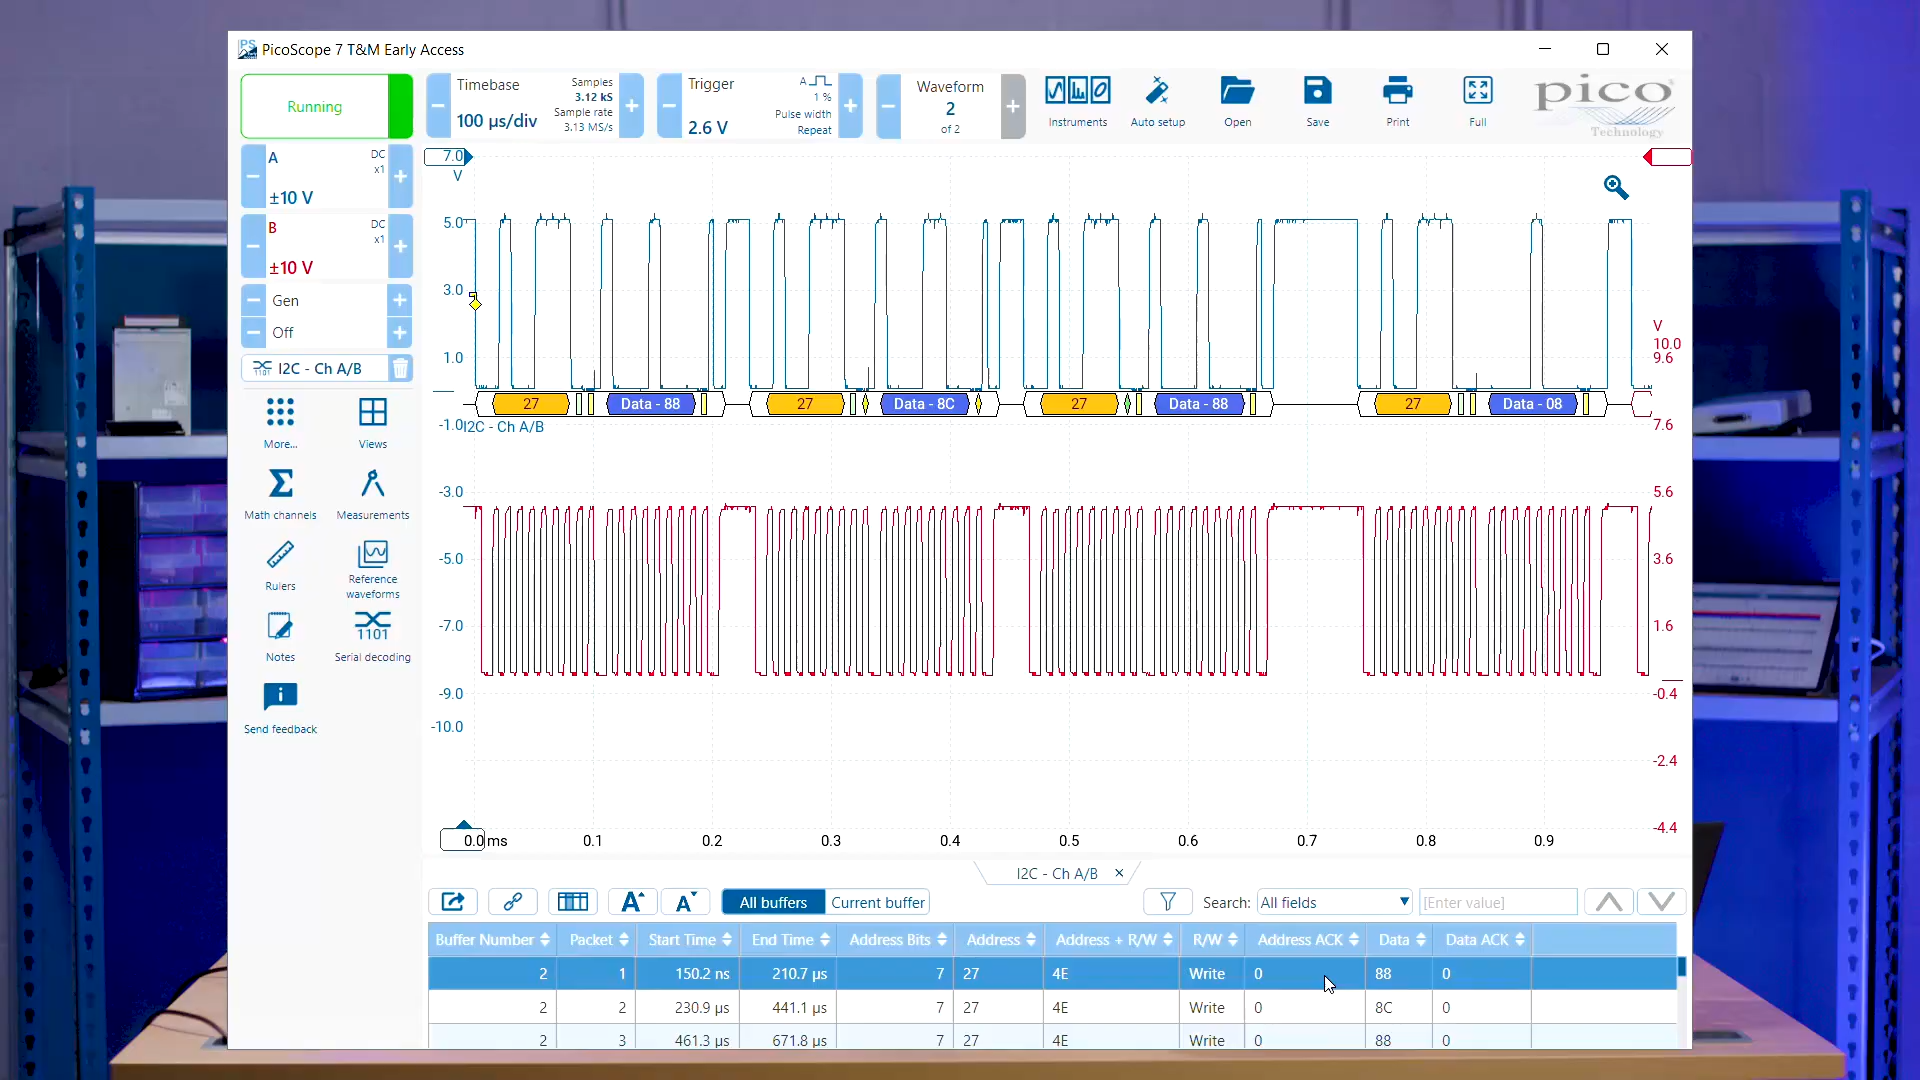 PicoScope 7 T&M Early Access
Running
Timebase
100 µs/div
Samples
3.12 kS
Sample rate
3.13 MS/s
Trigger
2.6 V
A
1 %
Pulse width
Repeat
Waveform
2
of 2
Instruments
Auto setup
Open
Save
Print
Full
pico
Technology
A
DC
x1
±10 V
B
DC
x1
±10 V
Gen
Off
1101 I2C - Ch A/B
More...
Views
Math channels
Measurements
Rulers
Reference
waveforms
Notes
1101
Serial decoding
Send feedback
7.0
V
5.0
3.0
1.0
-1.0
-3.0
-5.0
-7.0
-9.0
-10.0
27 Data - 88 27 Data - 8C 27 Data - 88 27 Data - 08
I2C - Ch A/B
V
10.0
9.6
7.6
5.6
3.6
1.6
-0.4
-2.4
-4.4
0.0 ms 0.1 0.2 0.3 0.4 0.5 0.6 0.7 0.8 0.9
I2C - Ch A/B ×
A A All buffers Current buffer Search: All fields [Enter value]
Buffer Number Packet Start Time End Time Address Bits Address Address + R/W R/W Address ACK Data Data ACK
2 1 150.2 ns 210.7 µs 7 27 4E Write 0 88 0
2 2 230.9 µs 441.1 µs 7 27 4E Write 0 8C 0
2 3 461.3 µs 671.8 µs 7 27 4E Write 0 88 0